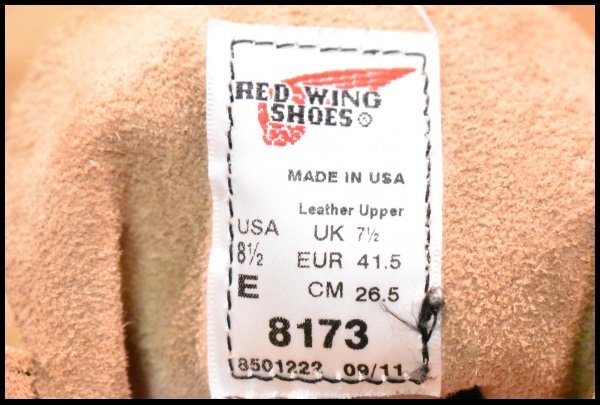 RED WING
SHOES®
MADE IN USA
Leather Upper
USA UK 7½
8½ EUR 41.5
E CM 26.5
8173
8501222 09/11